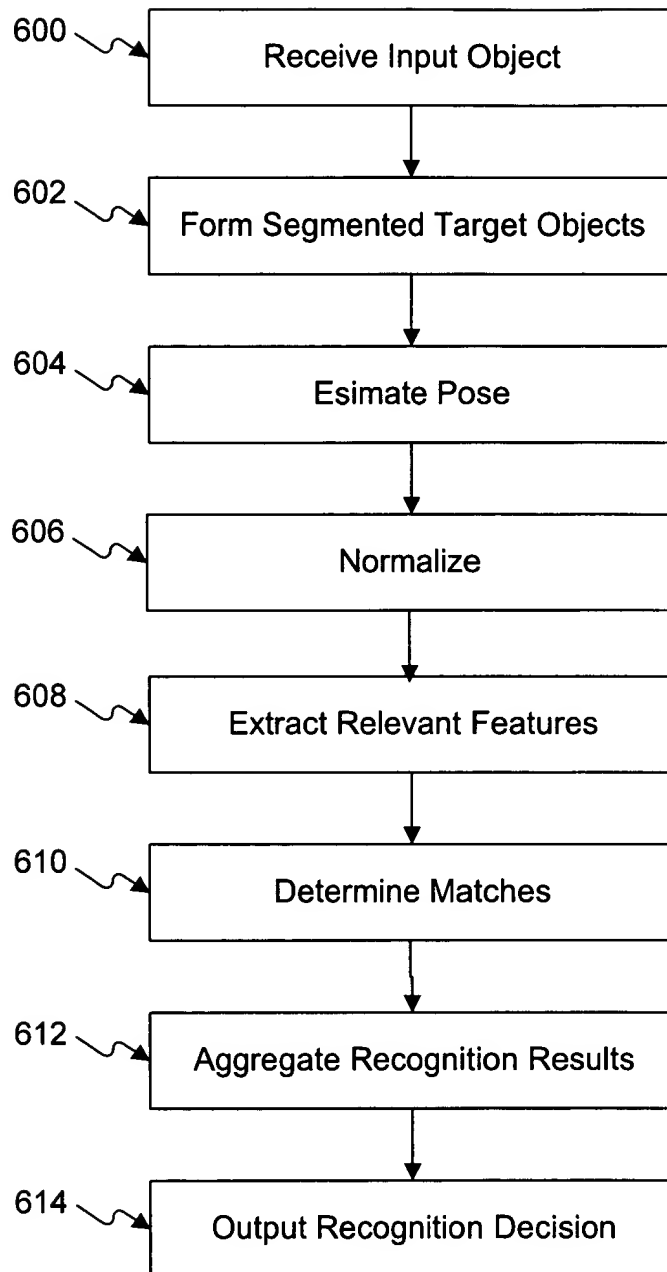 600
Receive Input Object
602
Form Segmented Target Objects
604
Esimate Pose
606
Normalize
608
Extract Relevant Features
610
Determine Matches
612
Aggregate Recognition Results
614
Output Recognition Decision